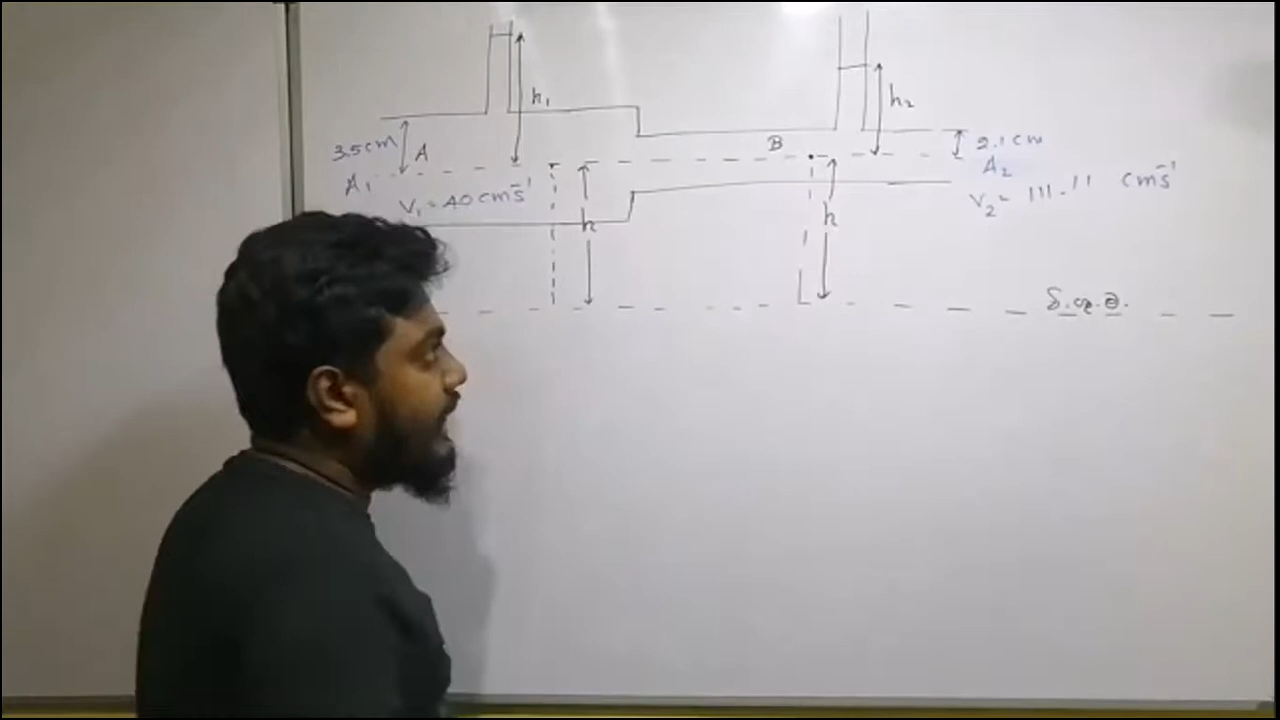 h₁
h₂
3.5cm
A
B
2.1cm
A₁
A₂
V₁ = 40 cms⁻¹
V₂ = 111.11 cms⁻¹
h
h